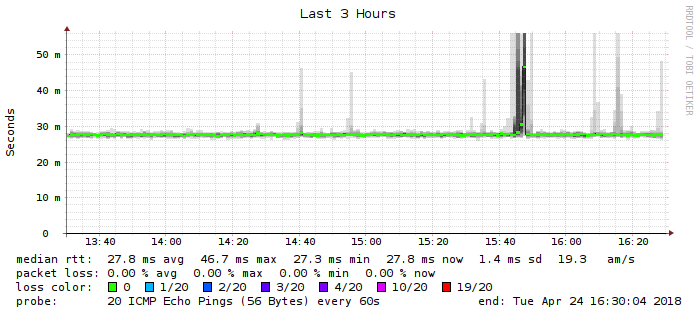 Last 3 Hours
RRDTOOL / TOBI OETIKER
Seconds
50 m
40 m
30 m
20 m
10 m
0
13:40 14:00 14:20 14:40 15:00 15:20 15:40 16:00 16:20
median rtt: 27.8 ms avg 46.7 ms max 27.3 ms min 27.8 ms now 1.4 ms sd 19.3 am/s
packet loss: 0.00 % avg 0.00 % max 0.00 % min 0.00 % now
loss color: 0 1/20 2/20 3/20 4/20 10/20 19/20
probe: 20 ICMP Echo Pings (56 Bytes) every 60s end: Tue Apr 24 16:30:04 2018